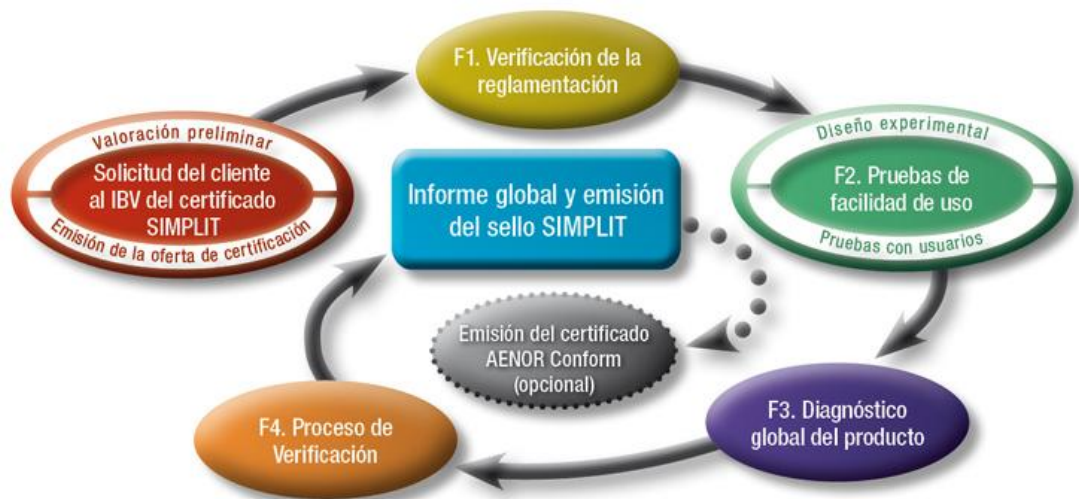 Valoración preliminar
Solicitud del cliente
al IBV del certificado
SIMPLIT
Emisión de la oferta de certificación
F1. Verificación de la
reglamentación
Diseño experimental
F2. Pruebas de
facilidad de uso
Pruebas con usuarios
F3. Diagnóstico
global del producto
F4. Proceso de
Verificación
Informe global y emisión
del sello SIMPLIT
Emisión del certificado
AENOR Conform
(opcional)